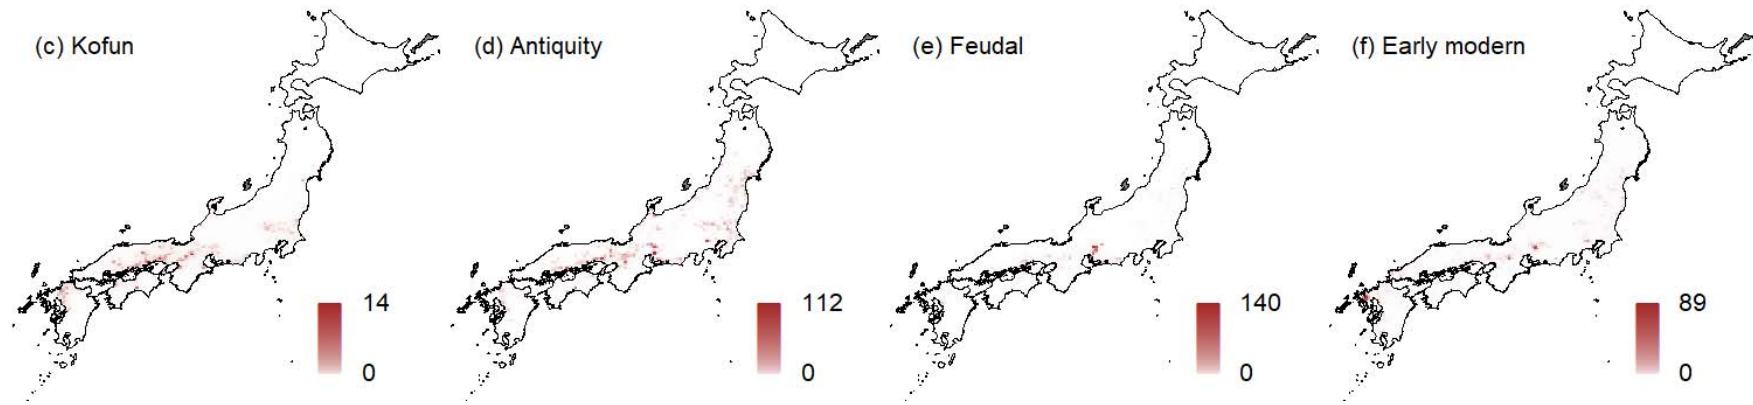 (c) Kofun
(d) Antiquity
(e) Feudal
(f) Early modern
14
0
112
0
140
0
89
0